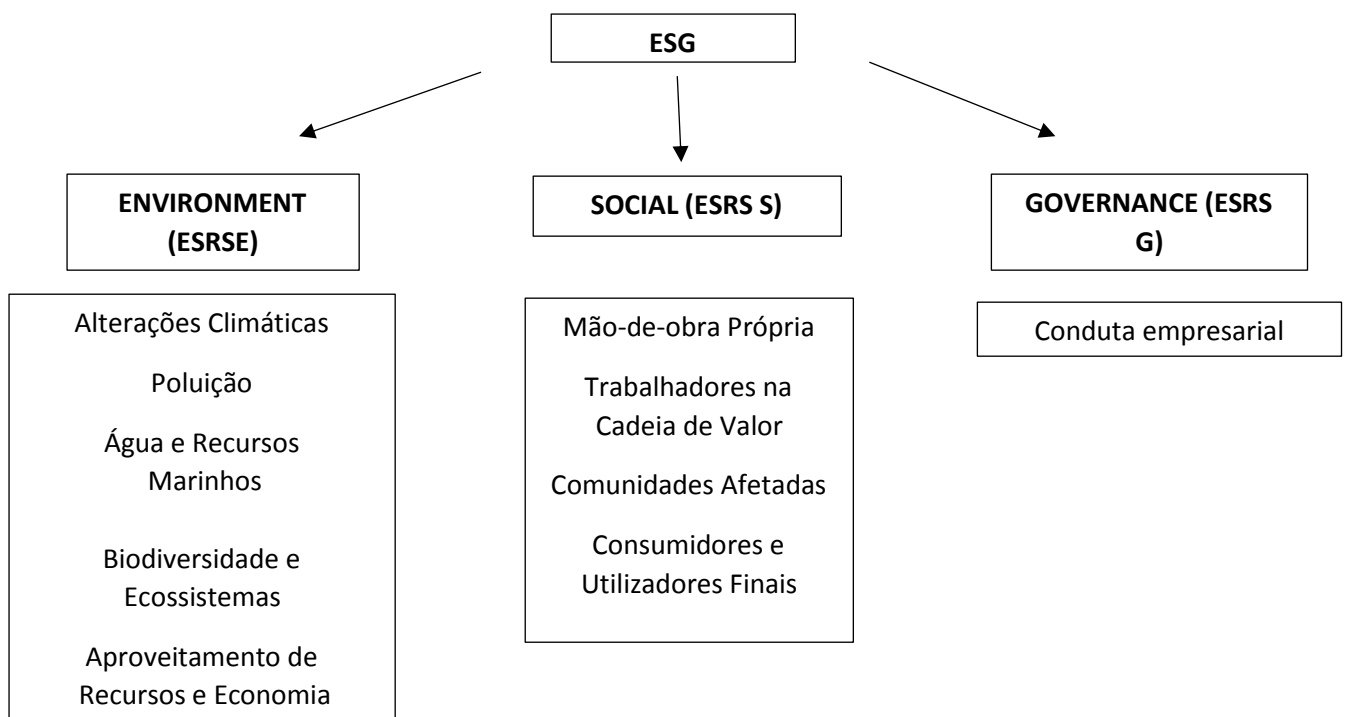 ESG
ENVIRONMENT
(ESRSE)
Alterações Climáticas
Poluição
Água e Recursos
Marinhos
Biodiversidade e
Ecossistemas
Aproveitamento de
Recursos e Economia
SOCIAL (ESRS S)
Mão-de-obra Própria
Trabalhadores na
Cadeia de Valor
Comunidades Afetadas
Consumidores e
Utilizadores Finais
GOVERNANCE (ESRS
G)
Conduta empresarial